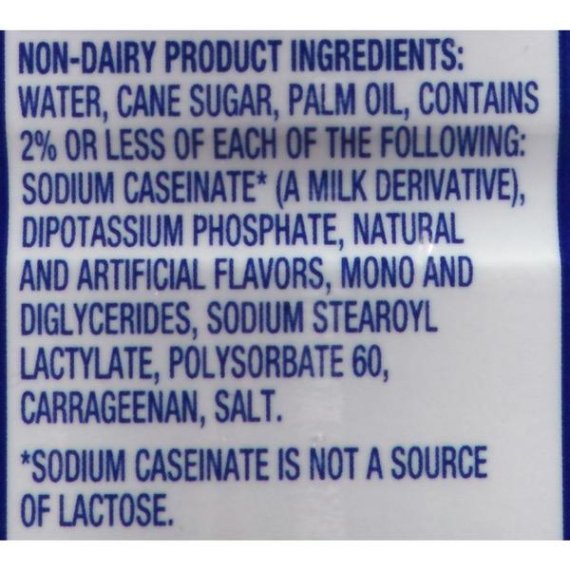 NON-DAIRY PRODUCT INGREDIENTS:
WATER, CANE SUGAR, PALM OIL, CONTAINS
2% OR LESS OF EACH OF THE FOLLOWING:
SODIUM CASEINATE* (A MILK DERIVATIVE),
DIPOTASSIUM PHOSPHATE, NATURAL
AND ARTIFICIAL FLAVORS, MONO AND
DIGLYCERIDES, SODIUM STEAROYL
LACTYLATE, POLYSORBATE 60,
CARRAGEENAN, SALT.
*SODIUM CASEINATE IS NOT A SOURCE
OF LACTOSE.